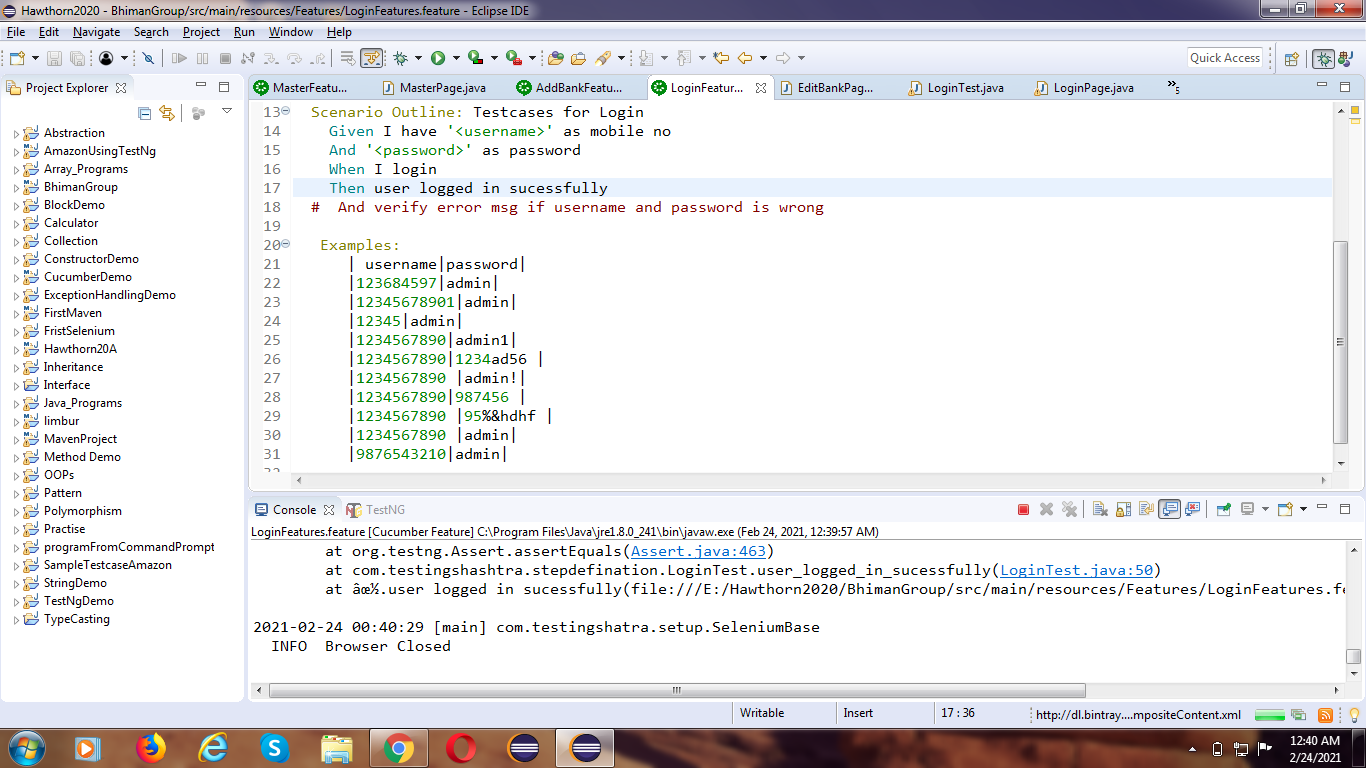 Hawthorn2020 - BhimanGroup/src/main/resources/Features/LoginFeatures.feature - Eclipse IDE
File Edit Navigate Search Project Run Window Help
Quick Access
Project Explorer
MasterFeatu... MasterPage.java AddBankFeatu... LoginFeatur... EditBankPag... LoginTest.java LoginPage.java »5
Abstraction
AmazonUsingTestNg
Array_Programs
BhimanGroup
BlockDemo
Calculator
Collection
ConstructorDemo
CucumberDemo
ExceptionHandlingDemo
FirstMaven
FristSelenium
Hawthorn20A
Inheritance
Interface
Java_Programs
limbur
MavenProject
Method Demo
OOPs
Pattern
Polymorphism
Practise
programFromCommandPrompt
SampleTestcaseAmazon
StringDemo
TestNgDemo
TypeCasting
13 Scenario Outline: Testcases for Login
14 Given I have '<username>' as mobile no
15 And '<password>' as password
16 When I login
17 Then user logged in sucessfully
18 #  And verify error msg if username and password is wrong
19
20 Examples:
21 | username|password|
22 |123684597|admin|
23 |12345678901|admin|
24 |12345|admin|
25 |1234567890|admin1|
26 |1234567890|1234ad56 |
27 |1234567890 |admin!|
28 |1234567890|987456 |
29 |1234567890 |95%&hdhf |
30 |1234567890 |admin|
31 |9876543210|admin|
32
Console TestNG
LoginFeatures.feature [Cucumber Feature] C:\Program Files\Java\jre1.8.0_241\bin\javaw.exe (Feb 24, 2021, 12:39:57 AM)
at org.testng.Assert.assertEquals(Assert.java:463)
at com.testingshashtra.stepdefination.LoginTest.user_logged_in_sucessfully(LoginTest.java:50)
at âœ½.user logged in sucessfully(file:///E:/Hawthorn2020/BhimanGroup/src/main/resources/Features/LoginFeatures.fe
2021-02-24 00:40:29 [main] com.testingshatra.setup.SeleniumBase
INFO  Browser Closed
Writable Insert 17 : 36 http://dl.bintray....mpositeContent.xml
12:40 AM
2/24/2021